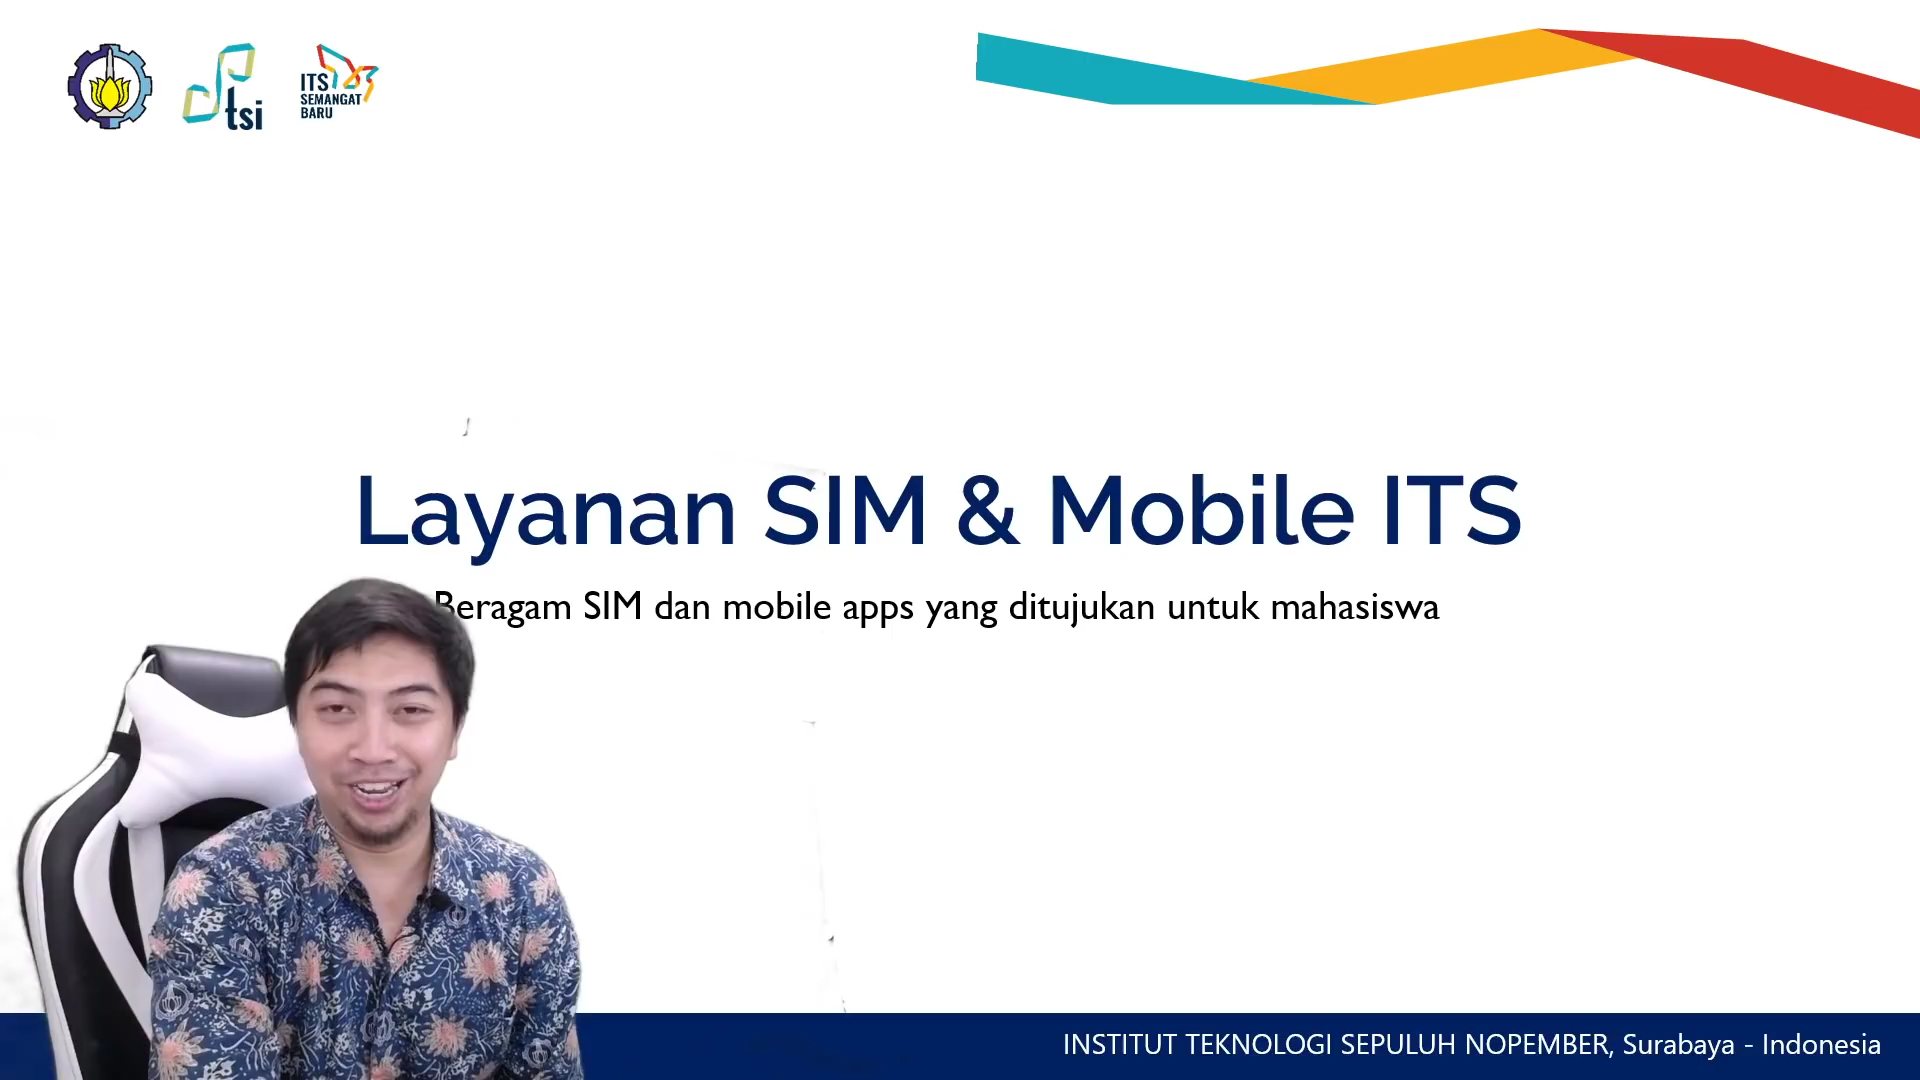 tsi
ITS
SEMANGAT
BARU
Layanan SIM & Mobile ITS
Beragam SIM dan mobile apps yang ditujukan untuk mahasiswa
INSTITUT TEKNOLOGI SEPULUH NOPEMBER, Surabaya - Indonesia